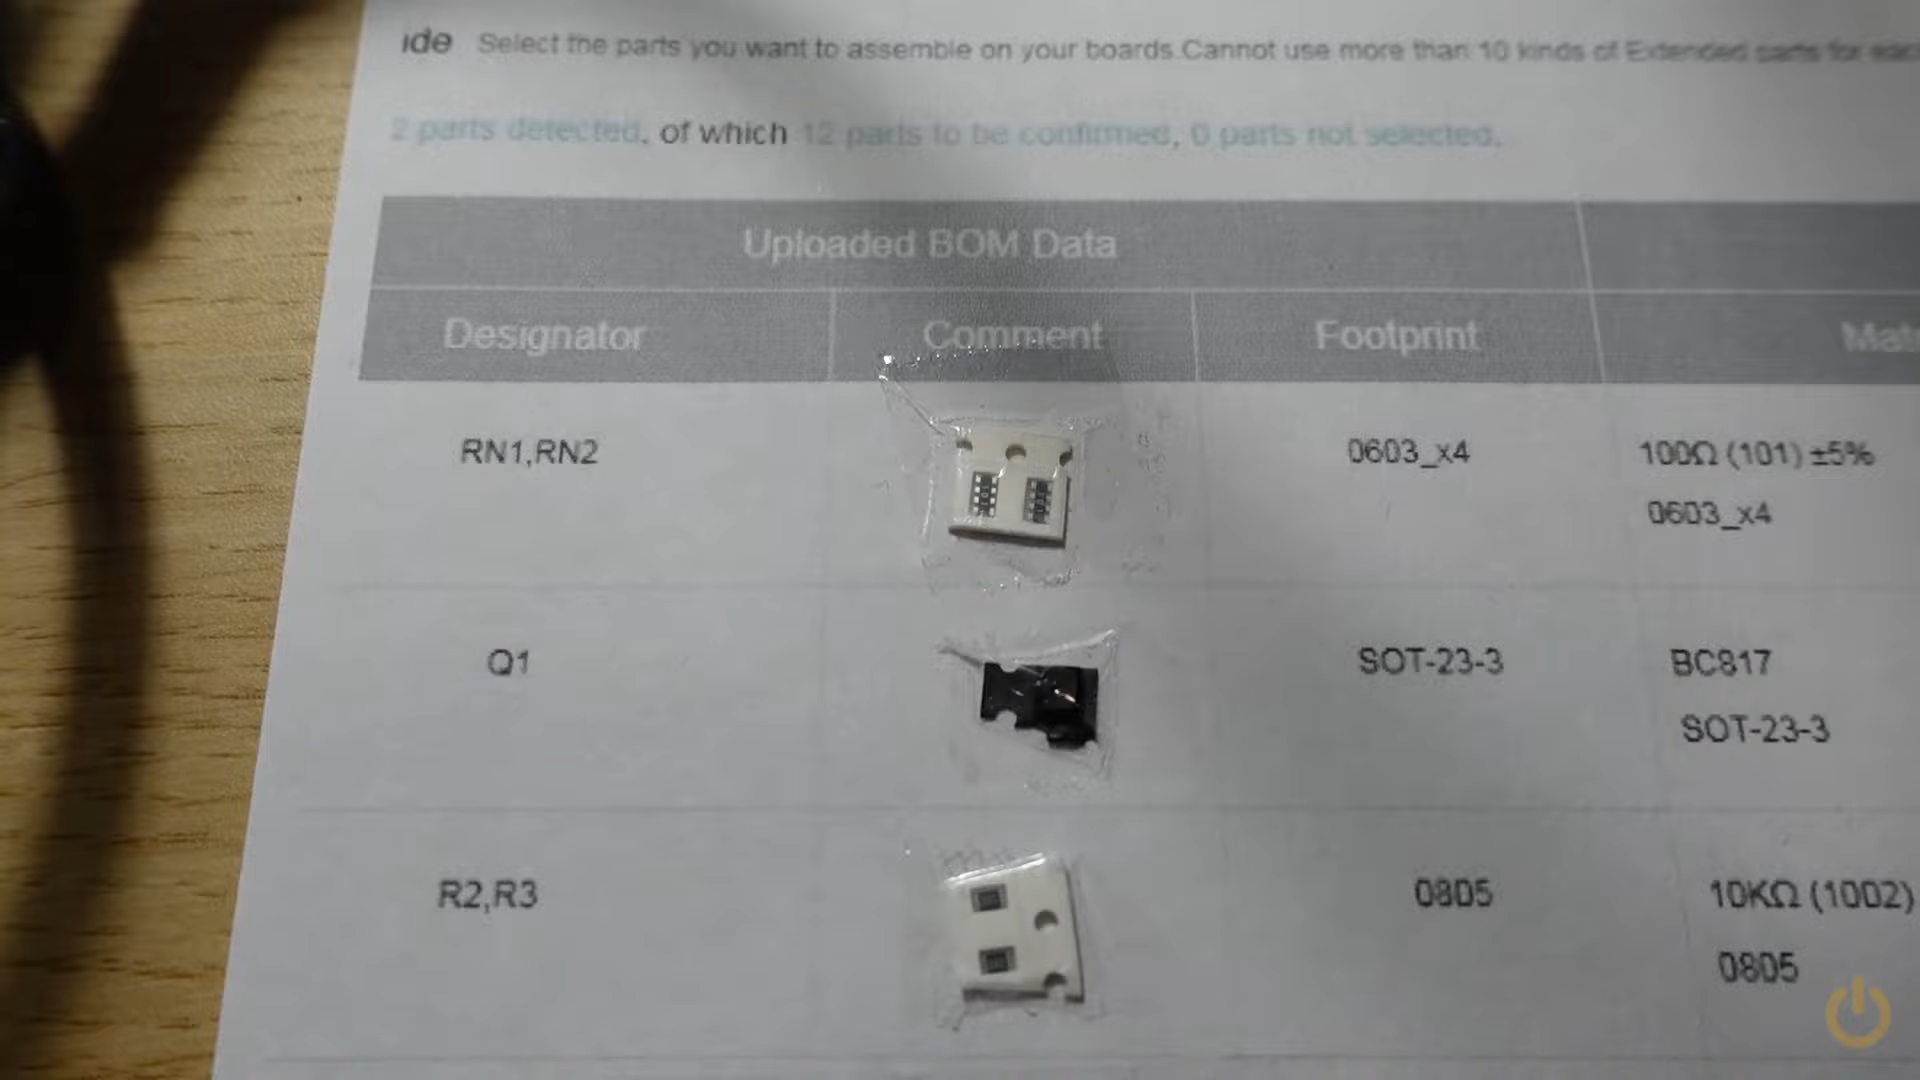 ide Select the parts you want to assemble on your boards.Cannot use more than 10 kinds of Extended parts for eac
2 parts detected, of which 12 parts to be confirmed, 0 parts not selected.
Uploaded BOM Data
Designator Comment Footprint Mat
RN1,RN2 0603_x4 100Ω (101) ±5%
0603_x4
Q1 SOT-23-3 BC817
SOT-23-3
R2,R3 0805 10KΩ (1002)
0805